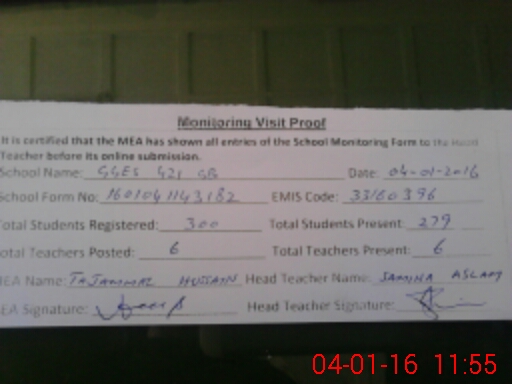 Monitoring Visit Proof
It is certified that the MEA has shown all entries of the School Monitoring Form to the Head
Teacher before its online submission.
School Name: GGES 421 GB Date: 04-01-2016
School Form No: 1601041143182 EMIS Code: 33160396
Total Students Registered: 300 Total Students Present: 279
Total Teachers Posted: 6 Total Teachers Present: 6
MEA Name: TAJAMMAL HUSSAIN Head Teacher Name: SAMINA ASLAM
MEA Signature: Head Teacher Signature:
04-01-16 11:55